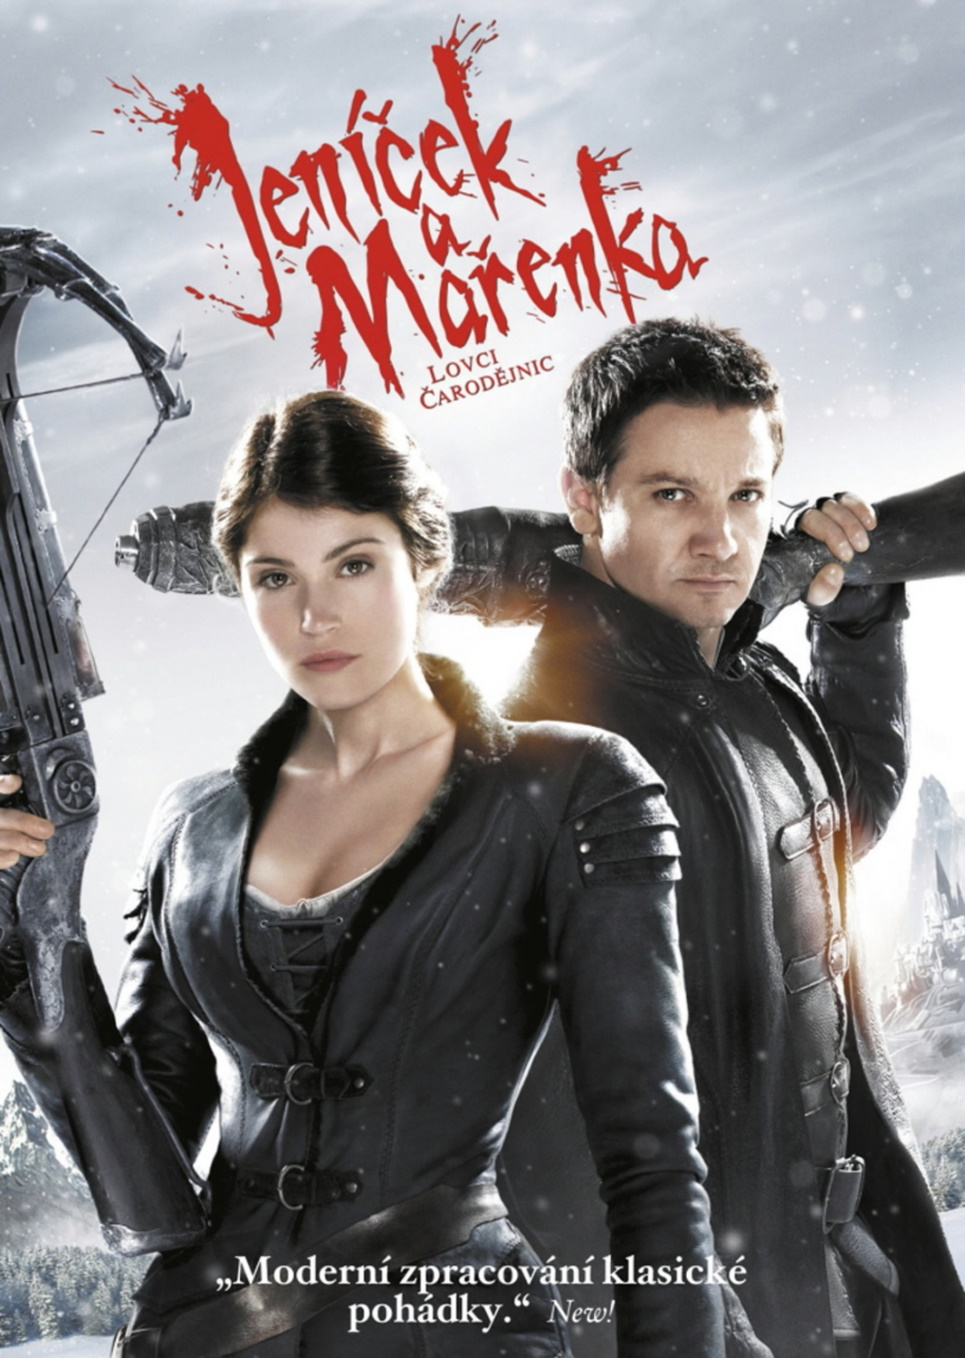 Jeníček
a
Mařenka
LOVCI
ČARODĚJNIC
„Moderní zpracování klasické
pohádky.“ New!